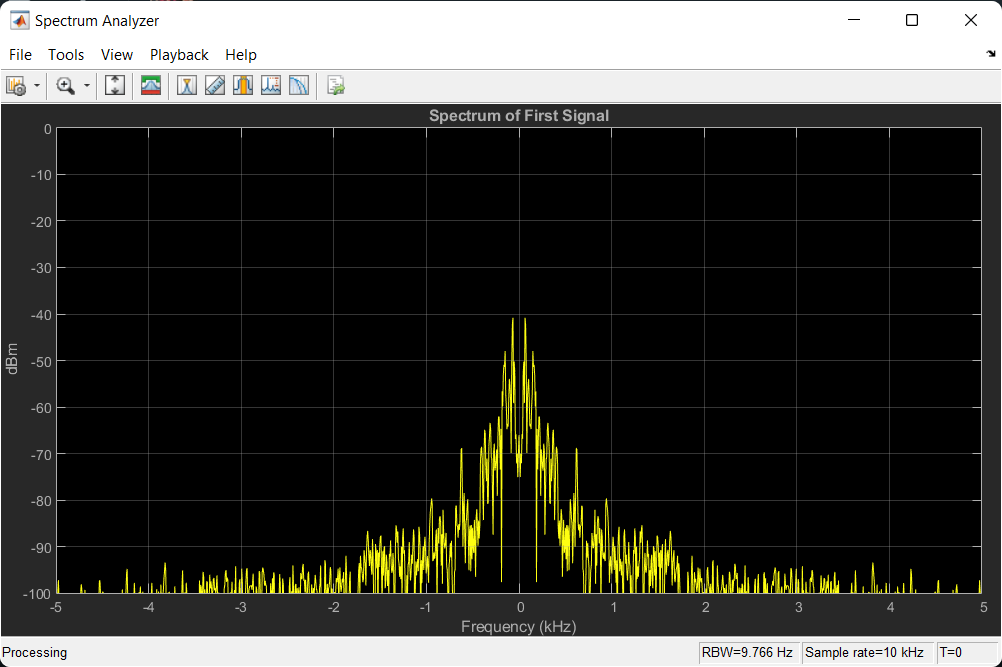 Spectrum Analyzer
File Tools View Playback Help
Spectrum of First Signal
0
-10
-20
-30
-40
-50
-60
-70
-80
-90
-100
dBm
-5 -4 -3 -2 -1 0 1 2 3 4 5
Frequency (kHz)
Processing RBW=9.766 Hz Sample rate=10 kHz T=0